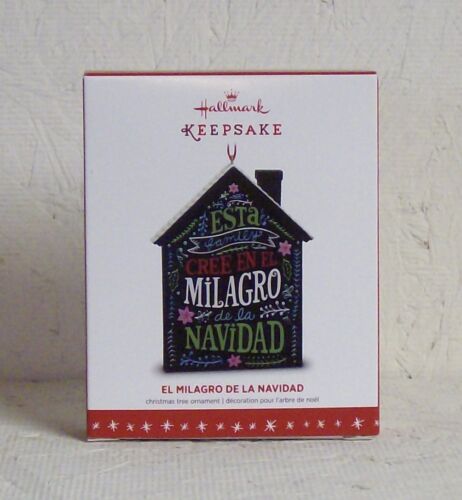 Hallmark
KEEPSAKE
ESTa
family
CREE EN EL
MiLAGRO
de la
NAViDAD
EL MILAGRO DE LA NAVIDAD
christmas tree ornament | décoration pour l'arbre de noël